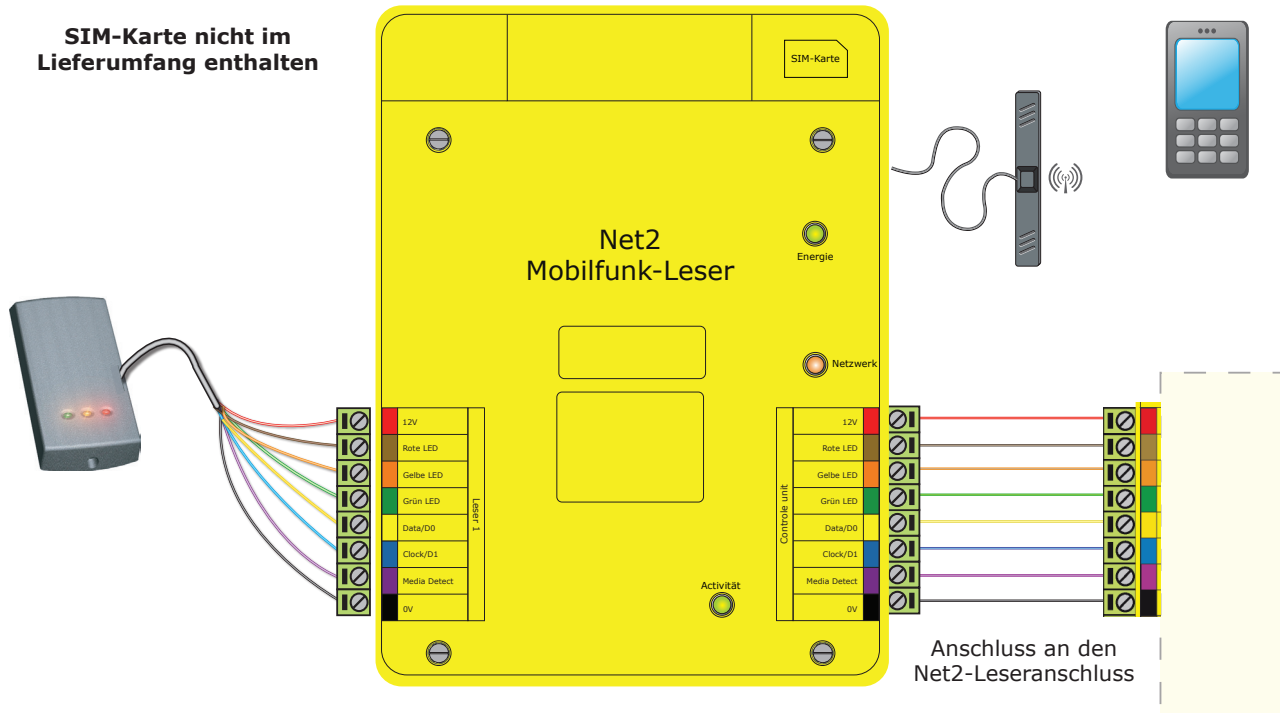 SIM-Karte nicht im
Lieferumfang enthalten
SIM-Karte
Net2
Mobilfunk-Leser
Energie
Netzwerk
12V
Rote LED
Gelbe LED
Grün LED
Data/D0
Clock/D1
Media Detect
0V
Leser 1
Activität
Controle unit
12V
Rote LED
Gelbe LED
Grün LED
Data/D0
Clock/D1
Media Detect
0V
Anschluss an den
Net2-Leseranschluss